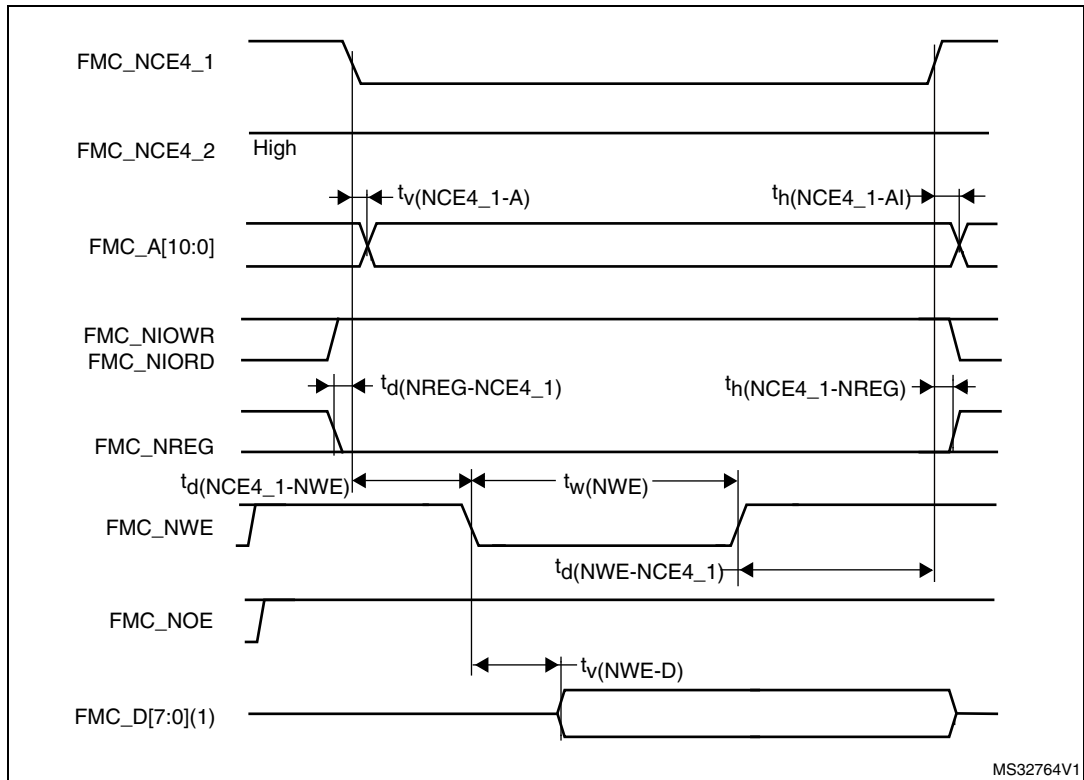 FMC_NCE4_1
FMC_NCE4_2
High
tv(NCE4_1-A)
th(NCE4_1-AI)
FMC_A[10:0]
FMC_NIOWR
FMC_NIORD
td(NREG-NCE4_1)
th(NCE4_1-NREG)
FMC_NREG
td(NCE4_1-NWE)
tw(NWE)
FMC_NWE
td(NWE-NCE4_1)
FMC_NOE
tv(NWE-D)
FMC_D[7:0](1)
MS32764V1